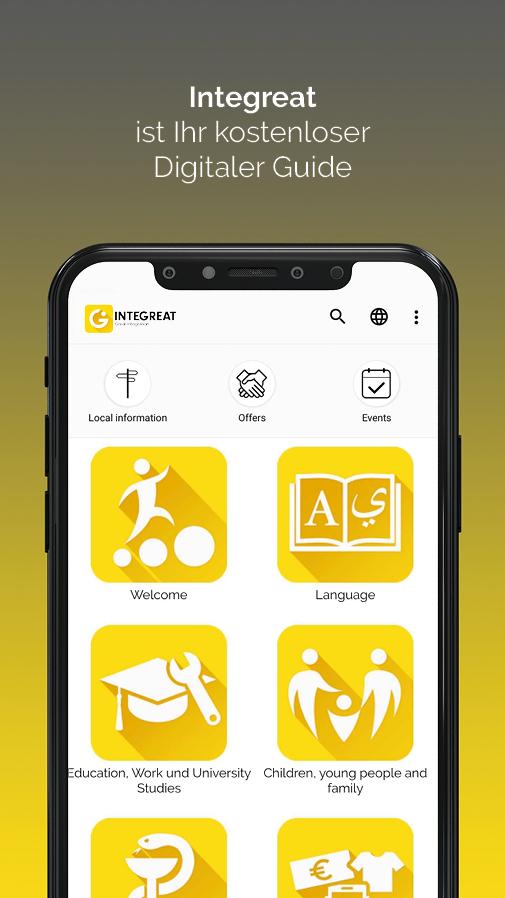 Integreat
ist Ihr kostenloser
Digitaler Guide
INTEGREAT
Local information
Offers
Events
A ي
Welcome
Language
Education, Work und University
Studies
Children, young people and
family
€